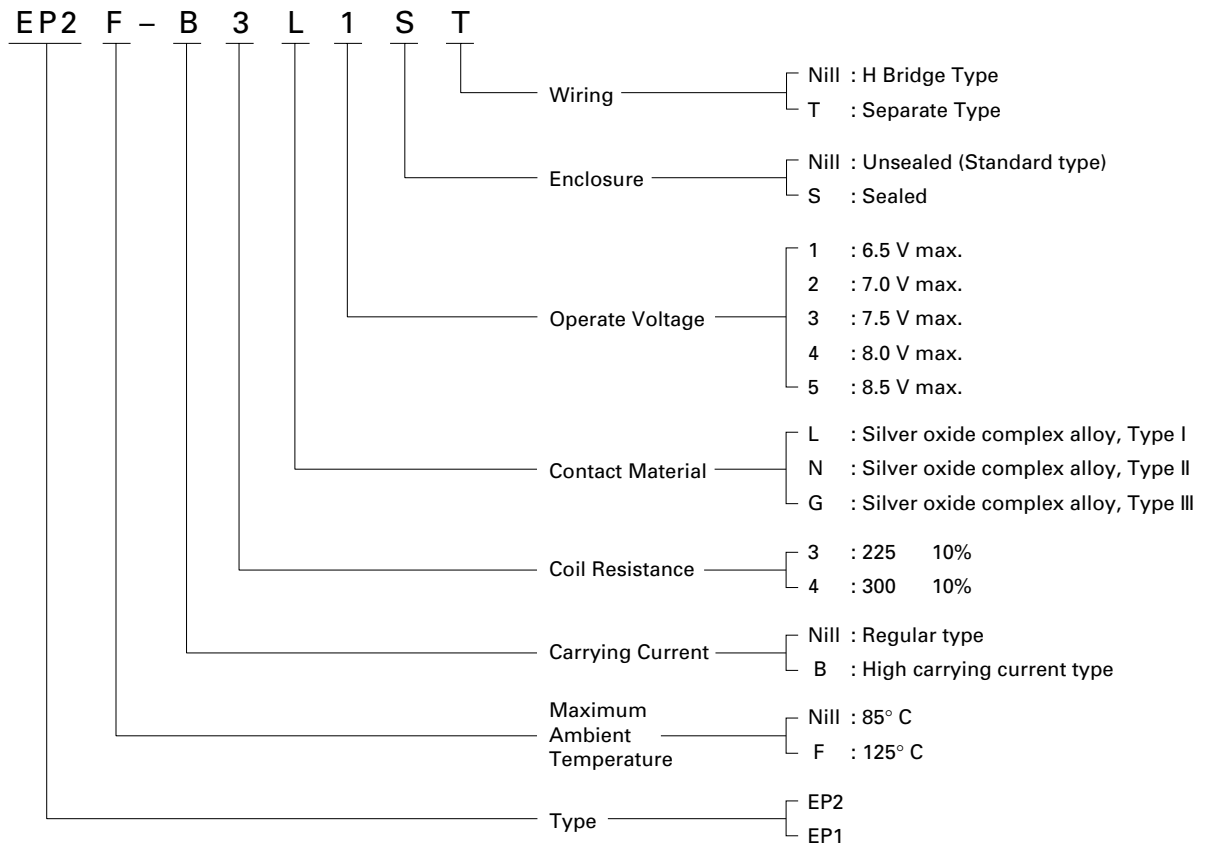 EP2 F – B 3 L 1 S T
Wiring
Nill : H Bridge Type
T : Separate Type
Enclosure
Nill : Unsealed (Standard type)
S : Sealed
Operate Voltage
1 : 6.5 V max.
2 : 7.0 V max.
3 : 7.5 V max.
4 : 8.0 V max.
5 : 8.5 V max.
Contact Material
L : Silver oxide complex alloy, Type I
N : Silver oxide complex alloy, Type II
G : Silver oxide complex alloy, Type III
Coil Resistance
3 : 225 10%
4 : 300 10%
Carrying Current
Nill : Regular type
B : High carrying current type
Maximum
Ambient
Temperature
Nill : 85° C
F : 125° C
Type
EP2
EP1